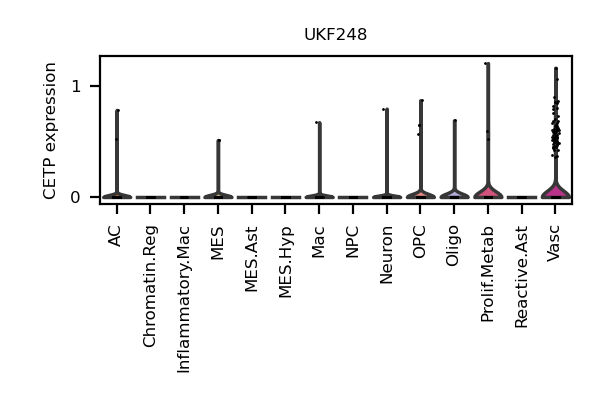 UKF248
CETP expression
1
0
AC
Chromatin.Reg
Inflammatory.Mac
MES
MES.Ast
MES.Hyp
Mac
NPC
Neuron
OPC
Oligo
Prolif.Metab
Reactive.Ast
Vasc